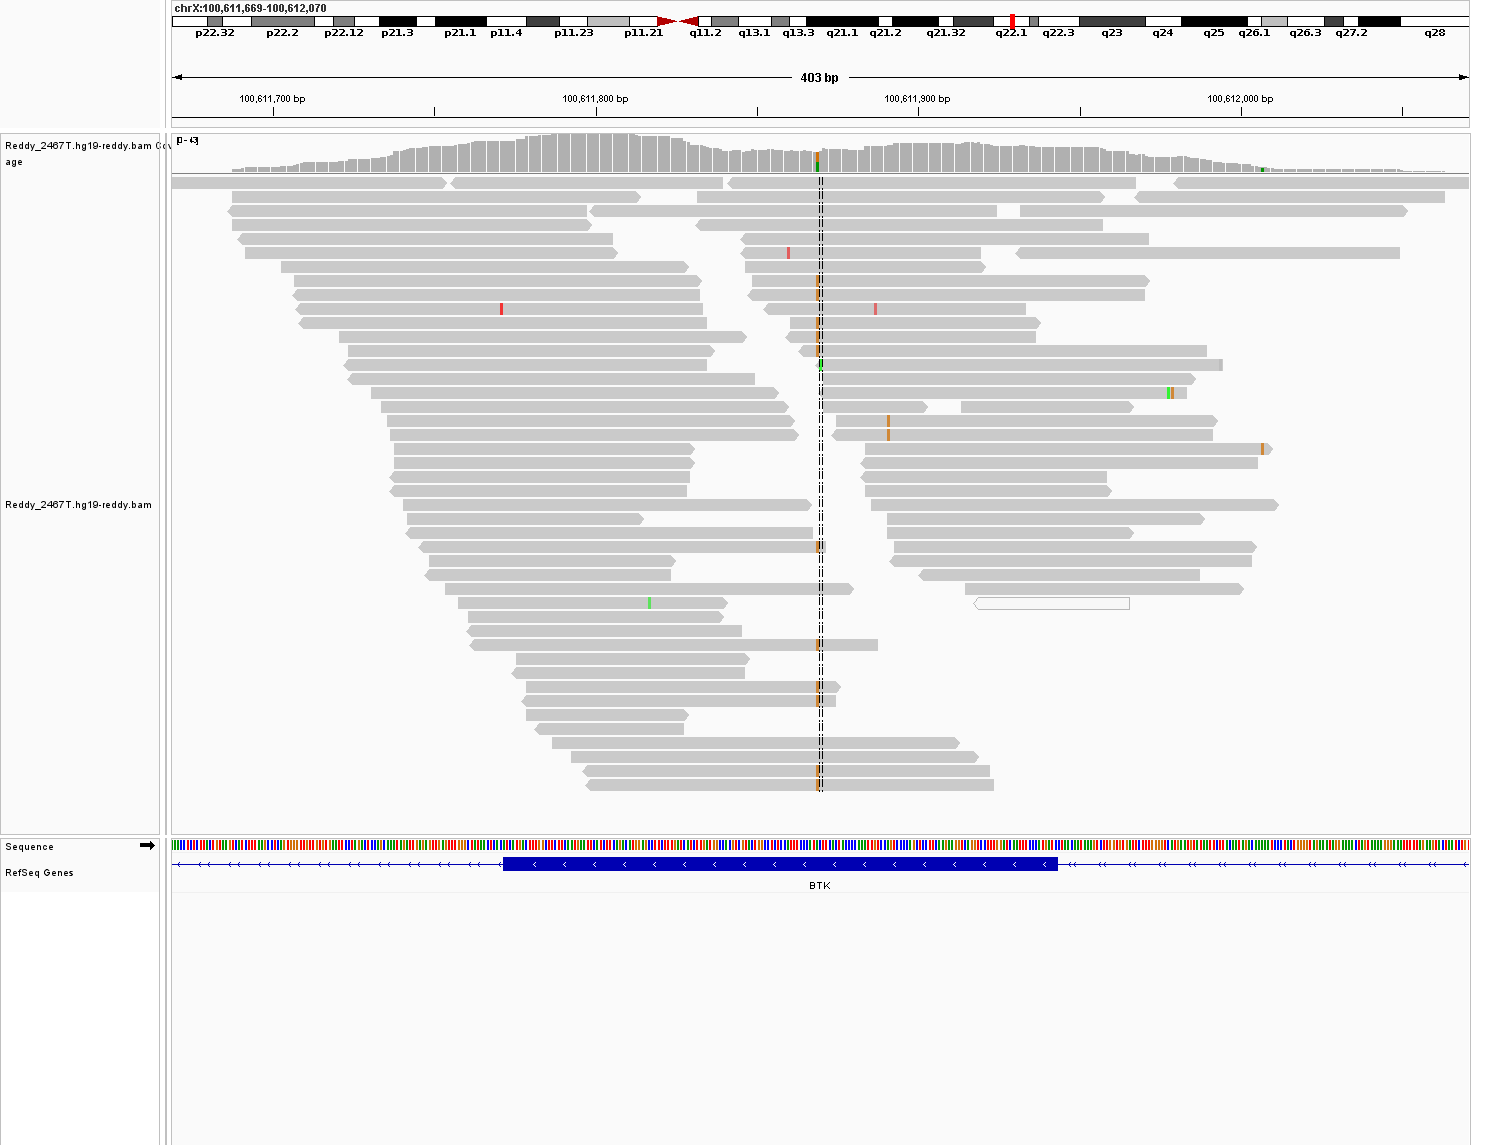 chrX:100,611,669-100,612,070
p22.32 p22.2 p22.12 p21.3 p21.1 p11.4 p11.23 p11.21 q11.2 q13.1 q13.3 q21.1 q21.2 q21.32 q22.1 q22.3 q23 q24 q25 q26.1 q26.3 q27.2 q28
403 bp
100,611,700 bp 100,611,800 bp 100,611,900 bp 100,612,000 bp
Reddy_2467T.hg19-reddy.bam Cov
age
[0 - 43]
Reddy_2467T.hg19-reddy.bam
Sequence
RefSeq Genes
BTK